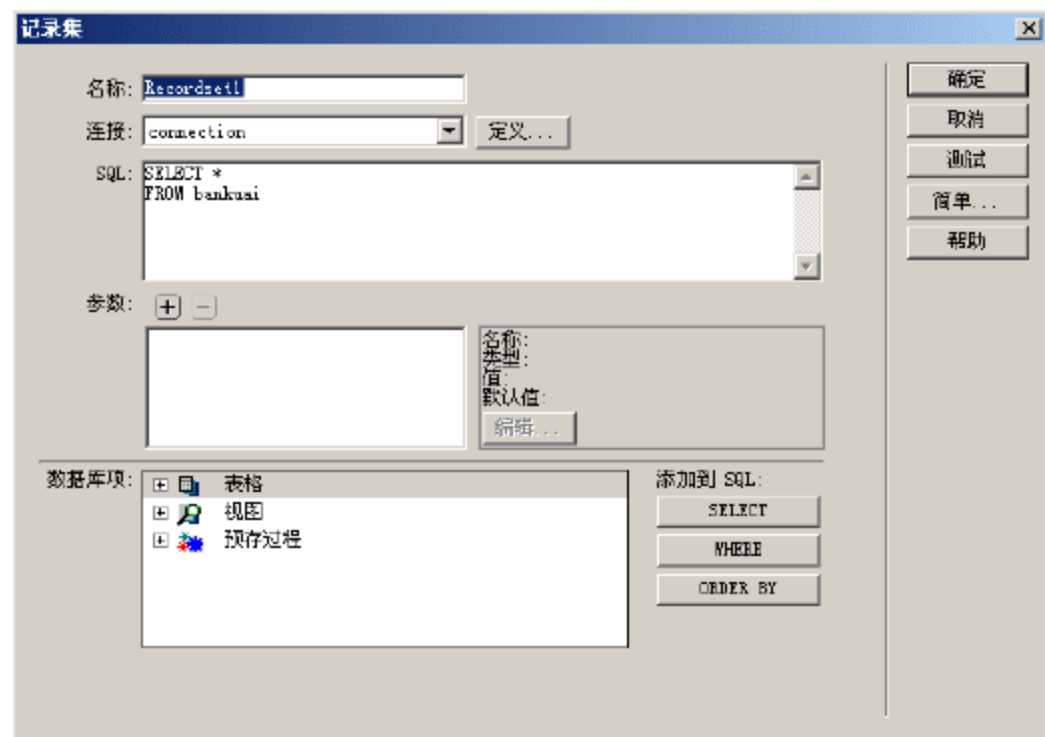 记录集
名称: Recordset1
连接: connection 定义...
SQL: SELECT *
FROM bankuai
参数:
名称:
类型:
值:
默认值:
编辑...
数据库项:
表格
视图
预存过程
添加到 SQL:
SELECT
WHERE
ORDER BY
确定
取消
测试
简单...
帮助